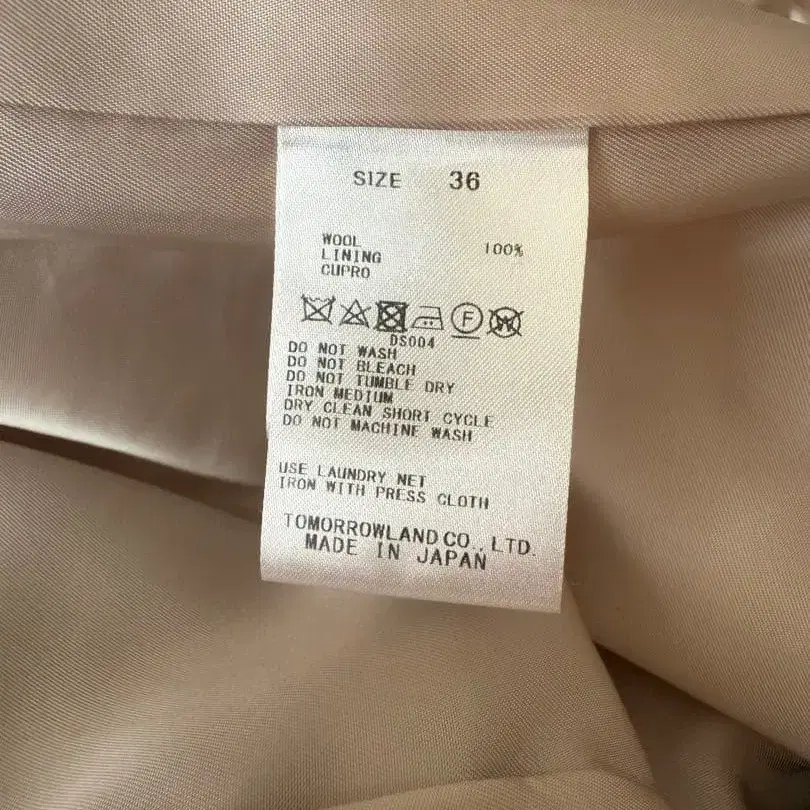 SIZE 36
WOOL 100%
LINING
CUPRO
F W
DS004
DO NOT WASH
DO NOT BLEACH
DO NOT TUMBLE DRY
IRON MEDIUM
DRY CLEAN SHORT CYCLE
DO NOT MACHINE WASH
USE LAUNDRY NET
IRON WITH PRESS CLOTH
TOMORROWLAND CO., LTD.
MADE IN JAPAN